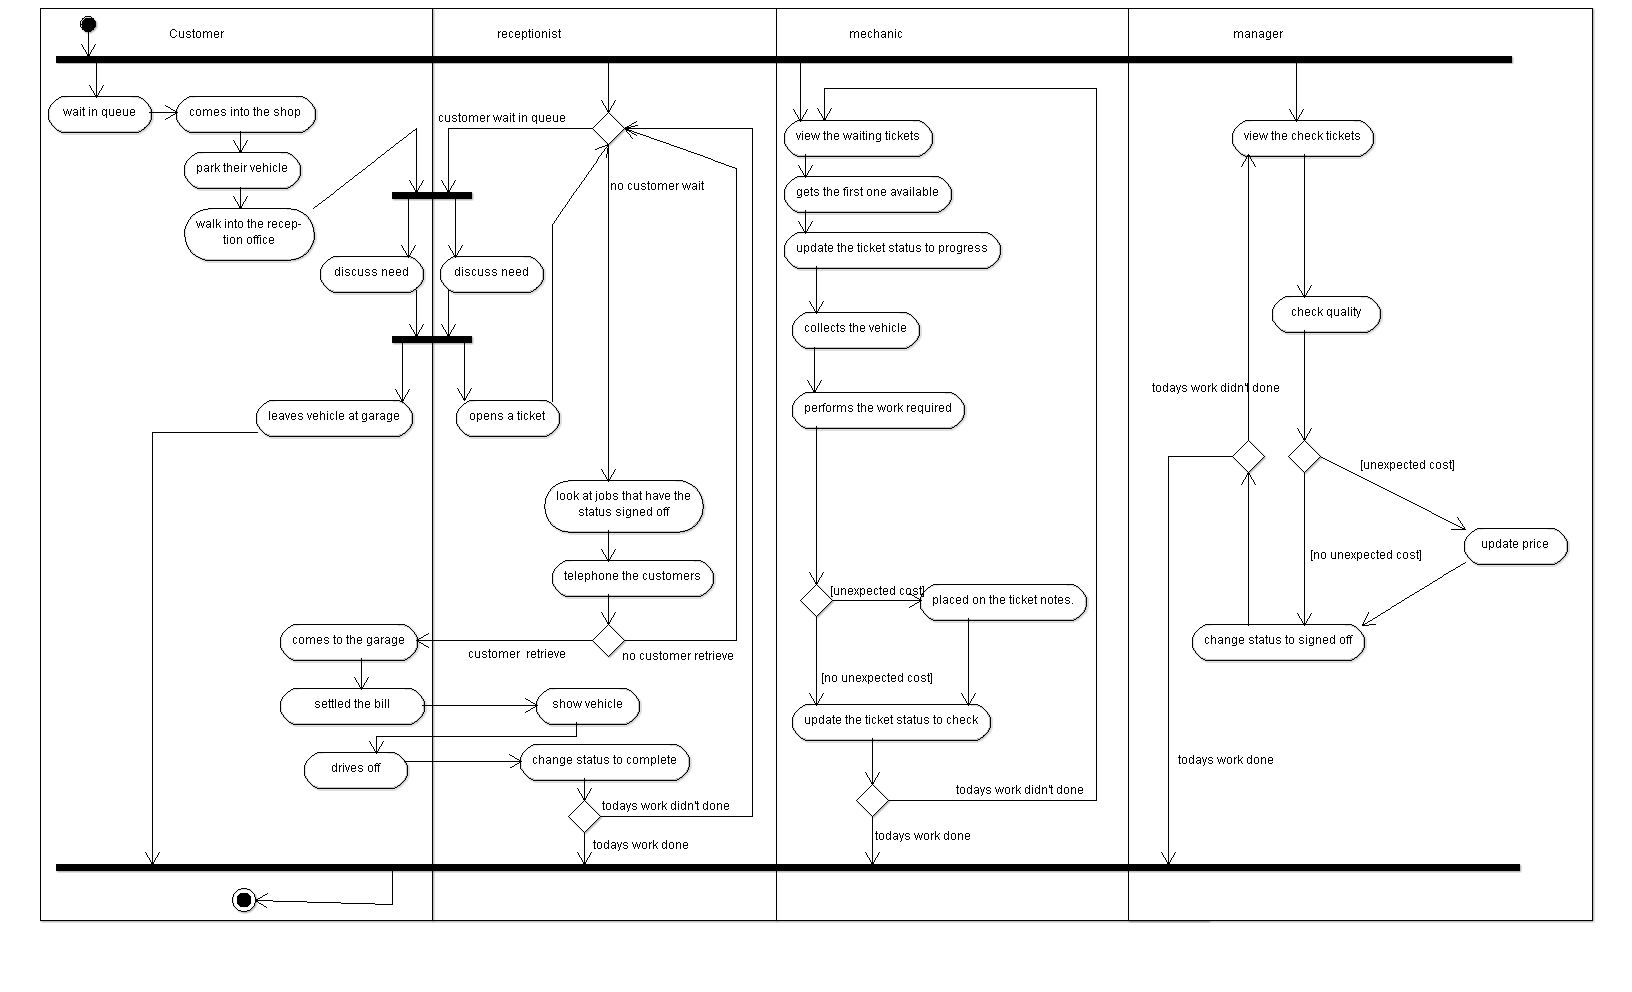 Customer
receptionist
mechanic
manager
wait in queue
comes into the shop
park their vehicle
walk into the recep-
tion office
discuss need
leaves vehicle at garage
comes to the garage
settled the bill
drives off
customer wait in queue
no customer wait
discuss need
opens a ticket
look at jobs that have the
status signed off
telephone the customers
customer  retrieve
no customer retrieve
show vehicle
change status to complete
todays work didn't done
todays work done
view the waiting tickets
gets the first one available
update the ticket status to progress
collects the vehicle
performs the work required
[unexpected cost]
placed on the ticket notes.
[no unexpected cost]
update the ticket status to check
todays work didn't done
todays work done
view the check tickets
check quality
todays work didn't done
[unexpected cost]
update price
[no unexpected cost]
change status to signed off
todays work done